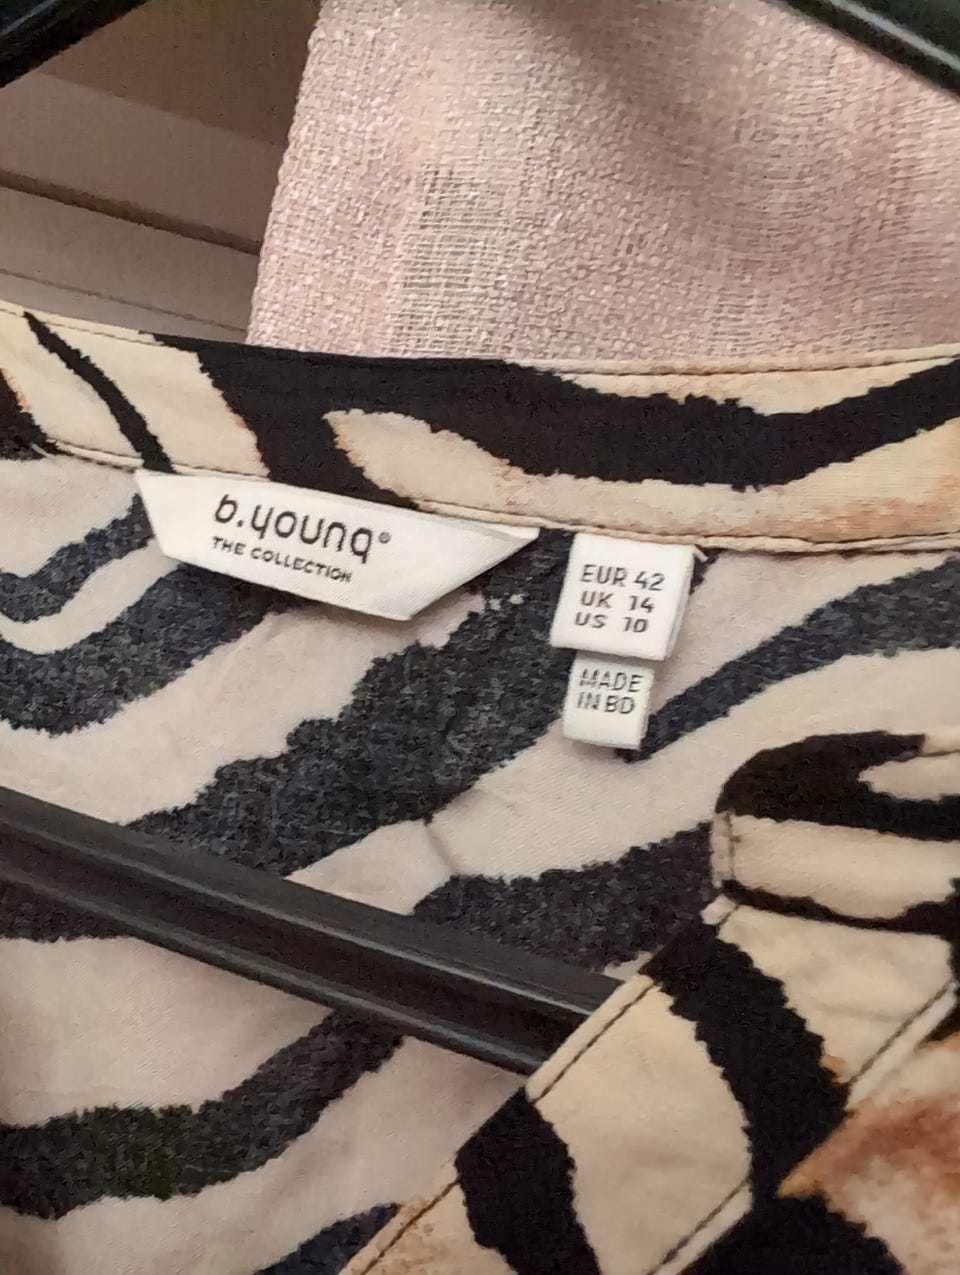 b.young®
THE COLLECTION
EUR 42
UK 14
US 10
MADE
IN BD